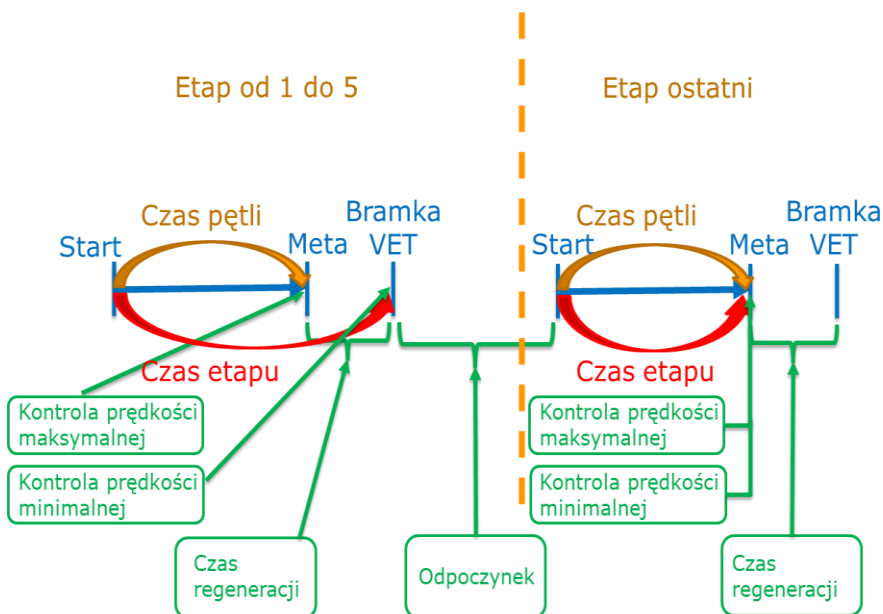 Etap od 1 do 5
Etap ostatni
Czas pętli
Bramka
VET
Start
Meta
Czas etapu
Kontrola prędkości
maksymalnej
Kontrola prędkości
minimalnej
Czas
regeneracji
Odpoczynek
Czas pętli
Bramka
VET
Start
Meta
Czas etapu
Kontrola prędkości
maksymalnej
Kontrola prędkości
minimalnej
Czas
regeneracji